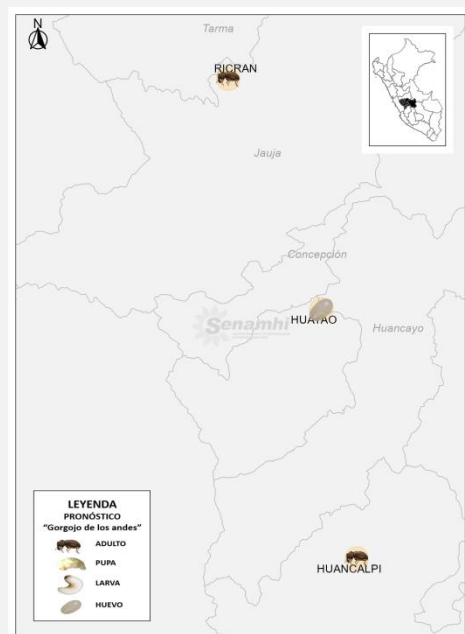 N
RICRAN
Tarma
Jauja
Concepción
Senamhi
HUAYAO
Huancayo
LEYENDA
PRONÓSTICO
"Gorgojo de los andes"
ADULTO
PUPA
LARVA
HUEVO
HUANCALPI